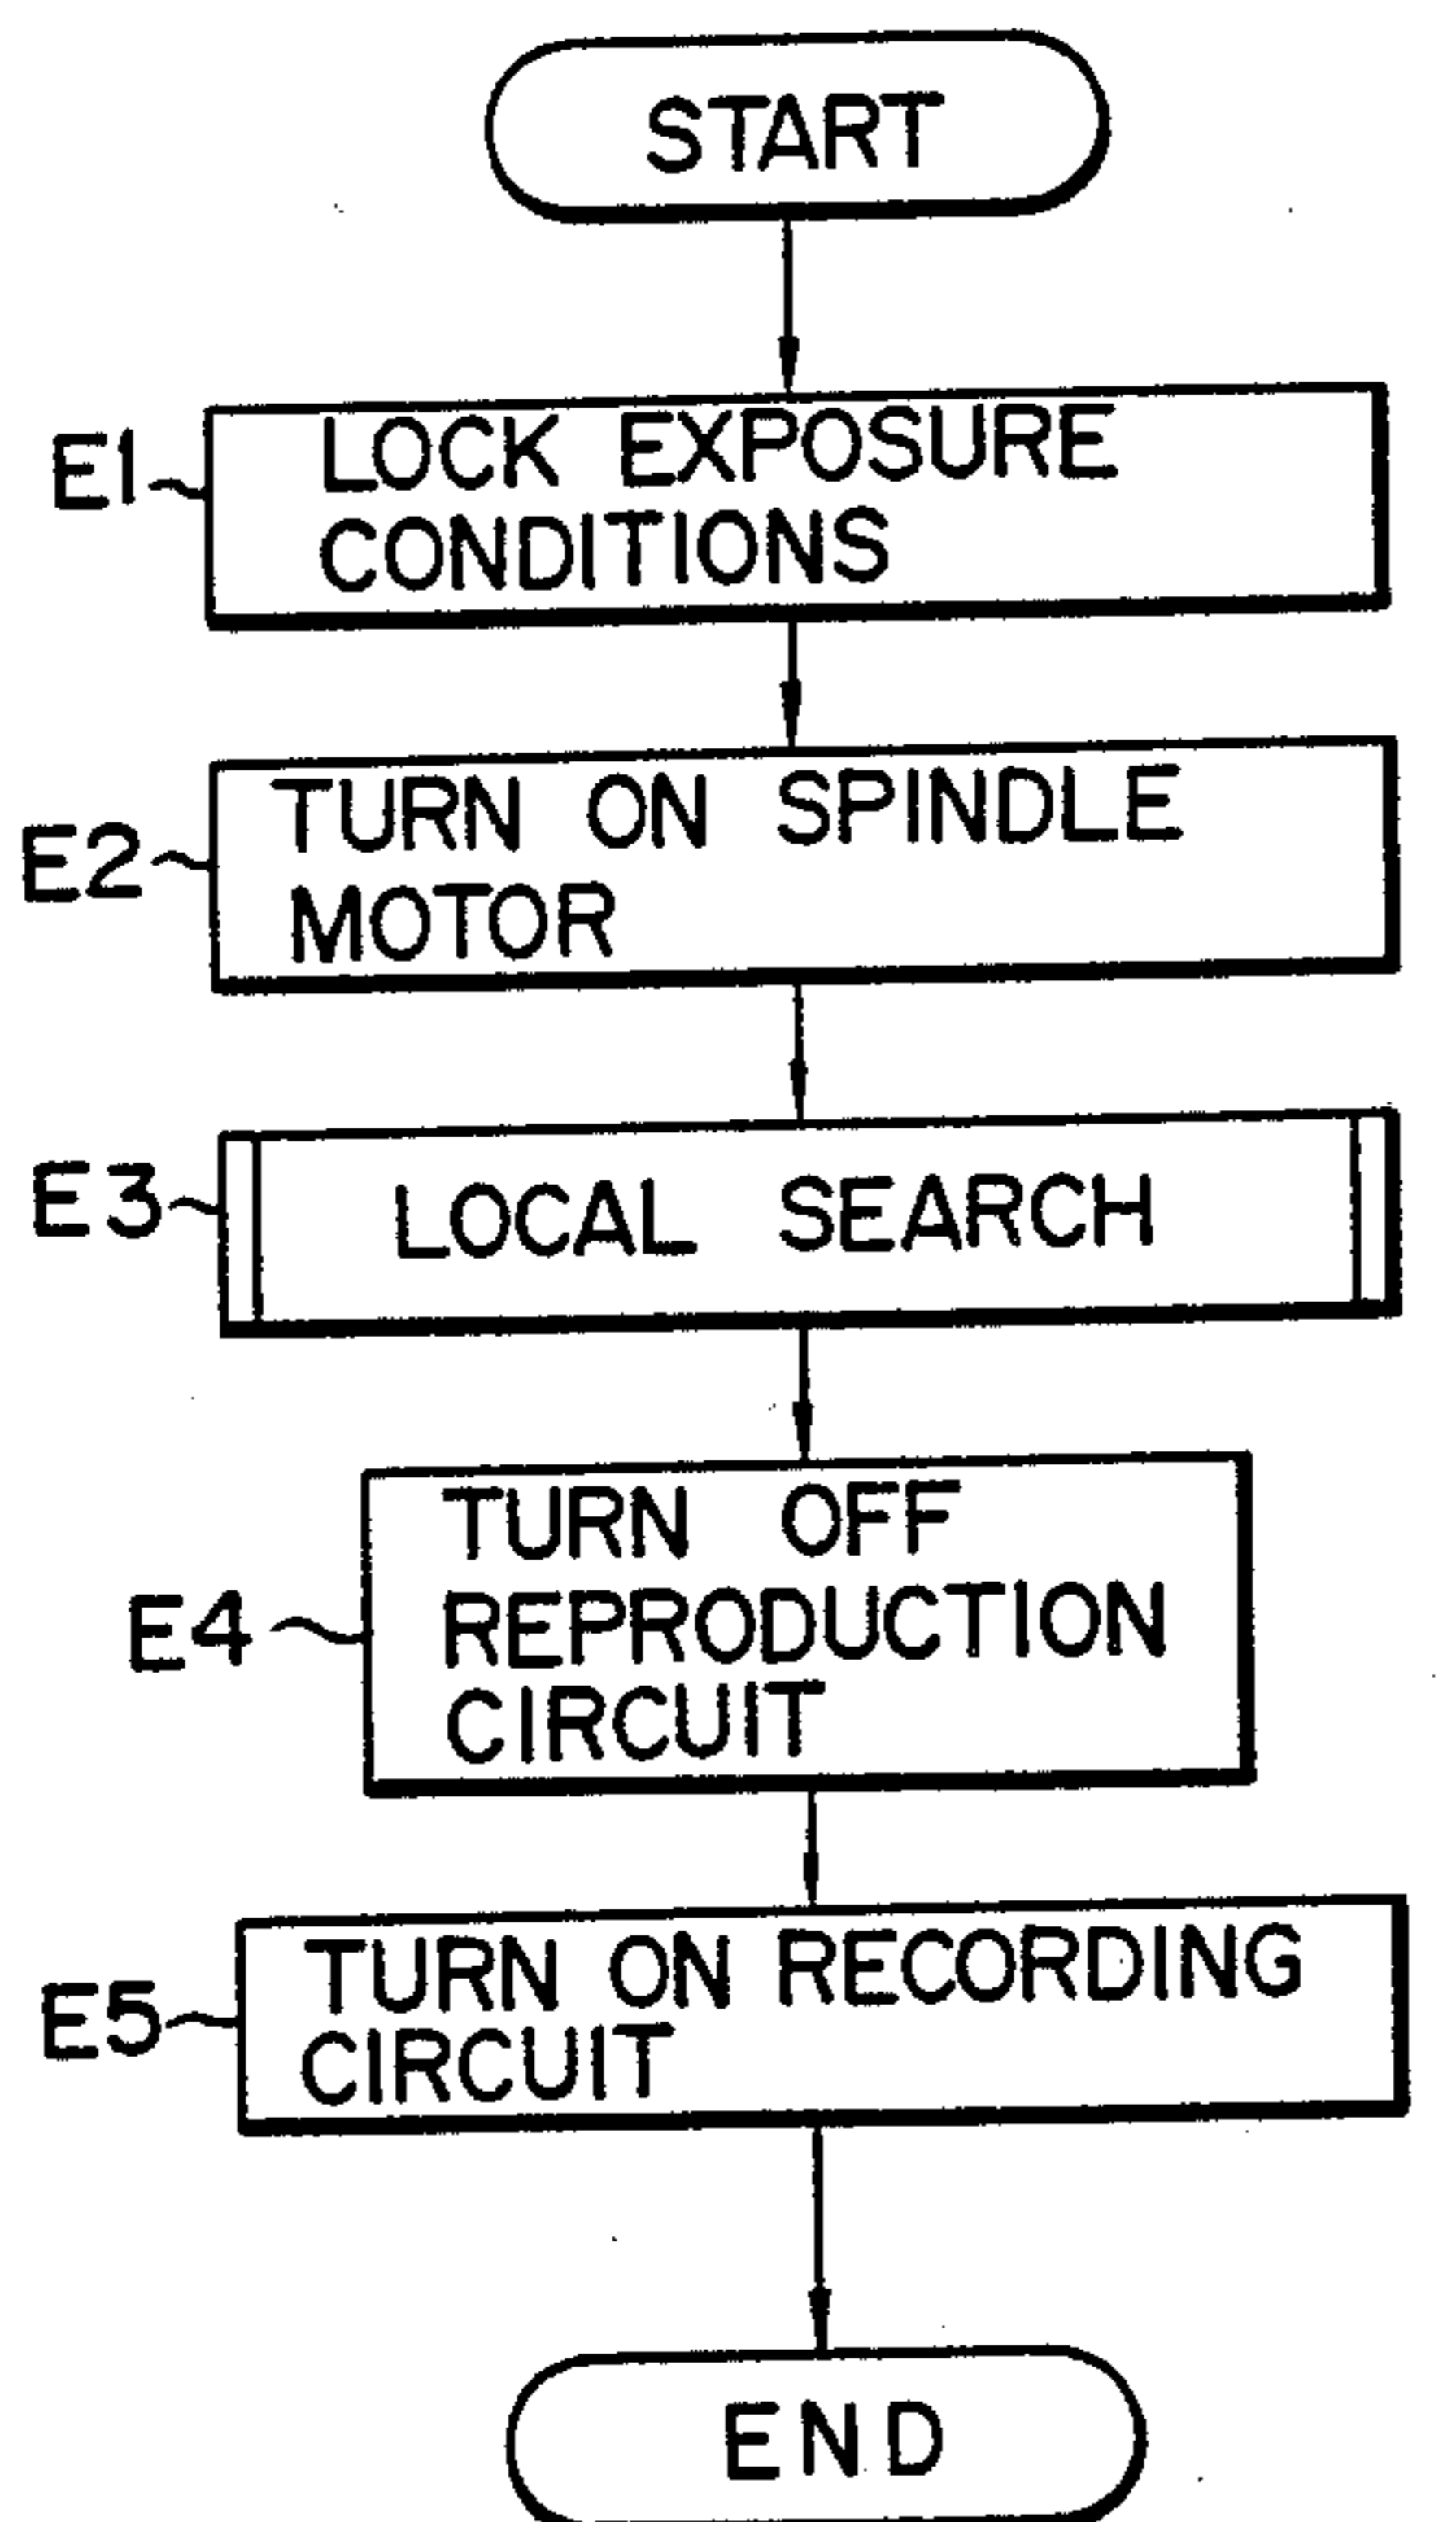 START
E1
LOCK EXPOSURE
CONDITIONS
E2
TURN ON SPINDLE
MOTOR
E3
LOCAL SEARCH
E4
TURN OFF
REPRODUCTION
CIRCUIT
E5
TURN ON RECORDING
CIRCUIT
END